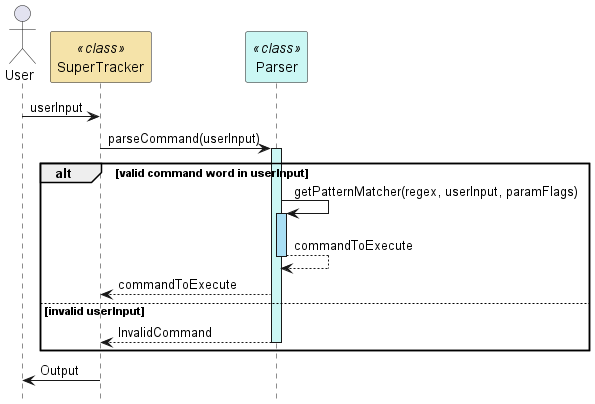 User
«class»
SuperTracker
«class»
Parser
userInput
parseCommand(userInput)
alt
[valid command word in userInput]
getPatternMatcher(regex, userInput, paramFlags)
commandToExecute
commandToExecute
[invalid userInput]
InvalidCommand
Output